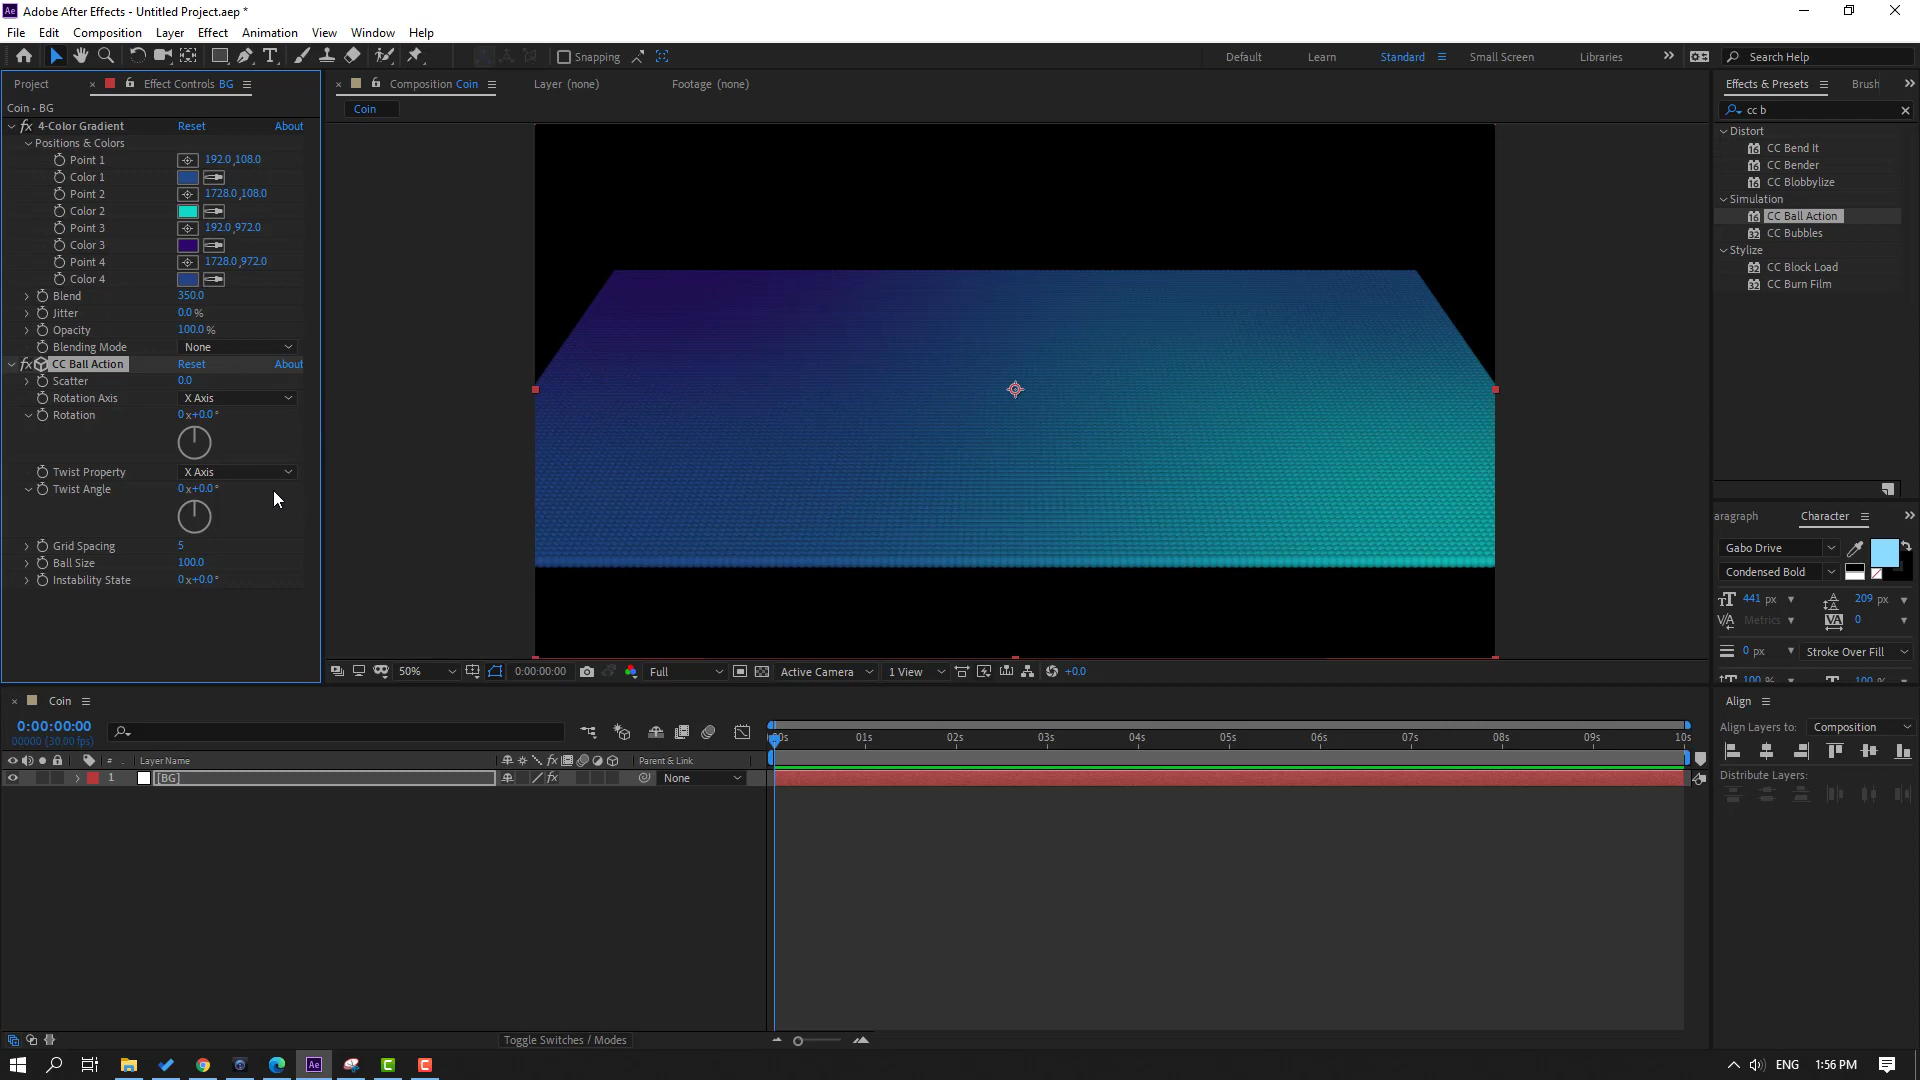 Adobe After Effects - Untitled Project.aep *
File Edit Composition Layer Effect Animation View Window Help
Snapping
Default Learn Standard Small Screen Libraries
Search Help
Project
Effect Controls BG
Composition Coin
Layer (none)
Footage (none)
Effects & Presets
Brush
Coin • BG
Coin
cc b
4-Color Gradient Reset About
Positions & Colors
Point 1 192.0,108.0
Color 1
Point 2 1728.0,108.0
Color 2
Point 3 192.0,972.0
Color 3
Point 4 1728.0,972.0
Color 4
Blend 350.0
Jitter 0.0 %
Opacity 100.0 %
Blending Mode None
CC Ball Action Reset About
Scatter 0.0
Rotation Axis X Axis
Rotation 0 x+0.0 °
Twist Property X Axis
Twist Angle 0 x+0.0 °
Grid Spacing 5
Ball Size 100.0
Instability State 0 x+0.0 °
Distort
CC Bend It
CC Bender
CC Blobbylize
Simulation
CC Ball Action
CC Bubbles
Stylize
CC Block Load
CC Burn Film
aragraph
Character
Gabo Drive
Condensed Bold
441 px
209 px
Metrics
0
0 px
Stroke Over Fill
100 %
100 %
50%
0:00:00:00
Full
Active Camera
1 View
+0.0
Coin
0:00:00:00
00000 (30.00 fps)
00s 01s 02s 03s 04s 05s 06s 07s 08s 09s 10s
# Layer Name
Parent & Link
1 [BG]
None
Toggle Switches / Modes
Align
Align Layers to: Composition
Distribute Layers:
Ae
ENG
1:56 PM